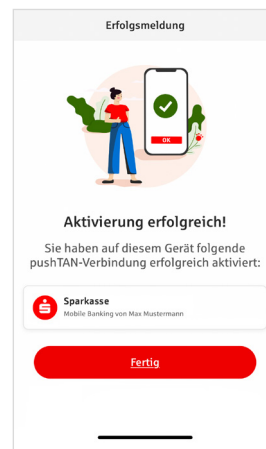 Erfolgsmeldung
OK
Aktivierung erfolgreich!
Sie haben auf diesem Gerät folgende
pushTAN-Verbindung erfolgreich aktiviert:
Sparkasse
Mobile Banking von Max Mustermann
Fertig